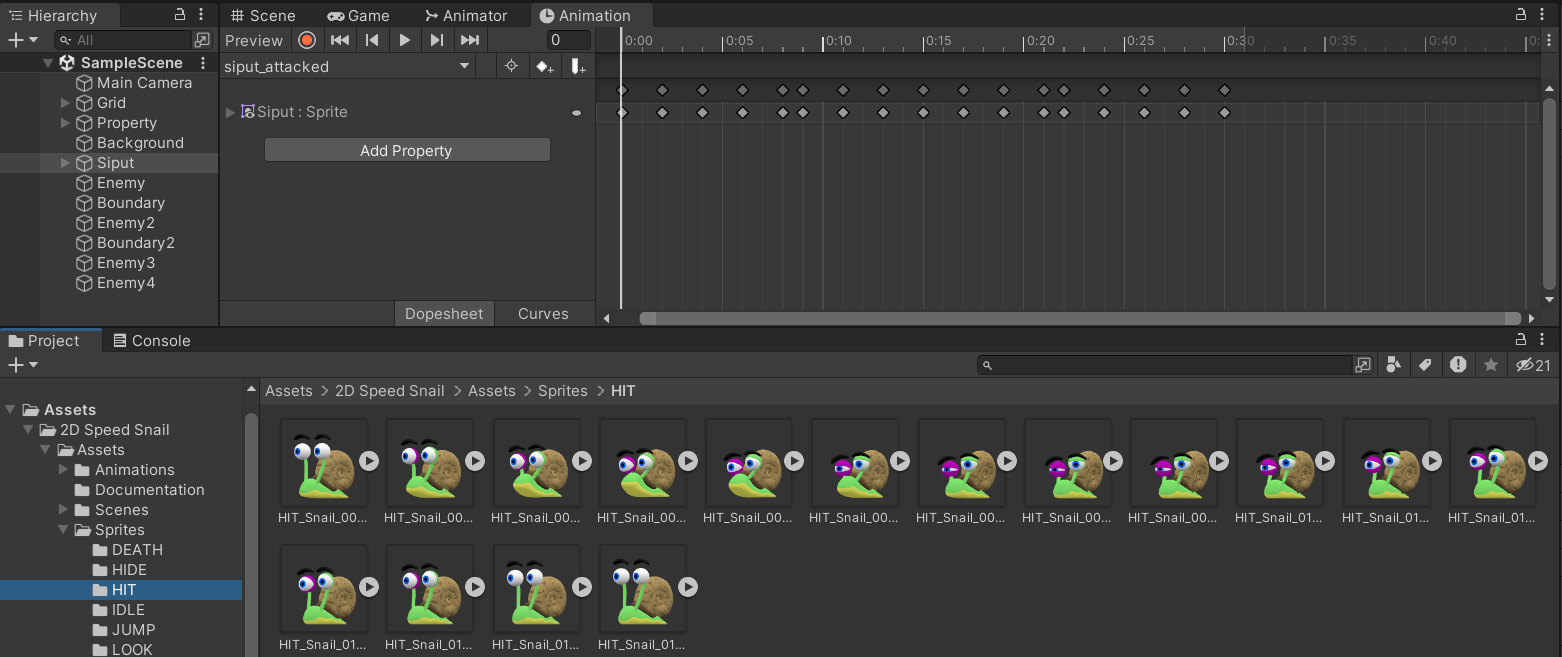 Hierarchy
Scene Game Animator Animation
All
Preview 0 0:00 0:05 0:10 0:15 0:20 0:25 0:30 0:35 0:40
SampleScene
siput_attacked
Main Camera
Grid
Siput : Sprite
Property
Background
Add Property
Siput
Enemy
Boundary
Enemy2
Boundary2
Enemy3
Enemy4
Dopesheet Curves
Project Console
21
Assets > 2D Speed Snail > Assets > Sprites > HIT
Assets
2D Speed Snail
Assets
Animations
Documentation
Scenes
Sprites
DEATH
HIDE
HIT
IDLE
JUMP
LOOK
HIT_Snail_00... HIT_Snail_00... HIT_Snail_00... HIT_Snail_00... HIT_Snail_00... HIT_Snail_00... HIT_Snail_00... HIT_Snail_00... HIT_Snail_00... HIT_Snail_01... HIT_Snail_01... HIT_Snail_01...
HIT_Snail_01... HIT_Snail_01... HIT_Snail_01... HIT_Snail_01...